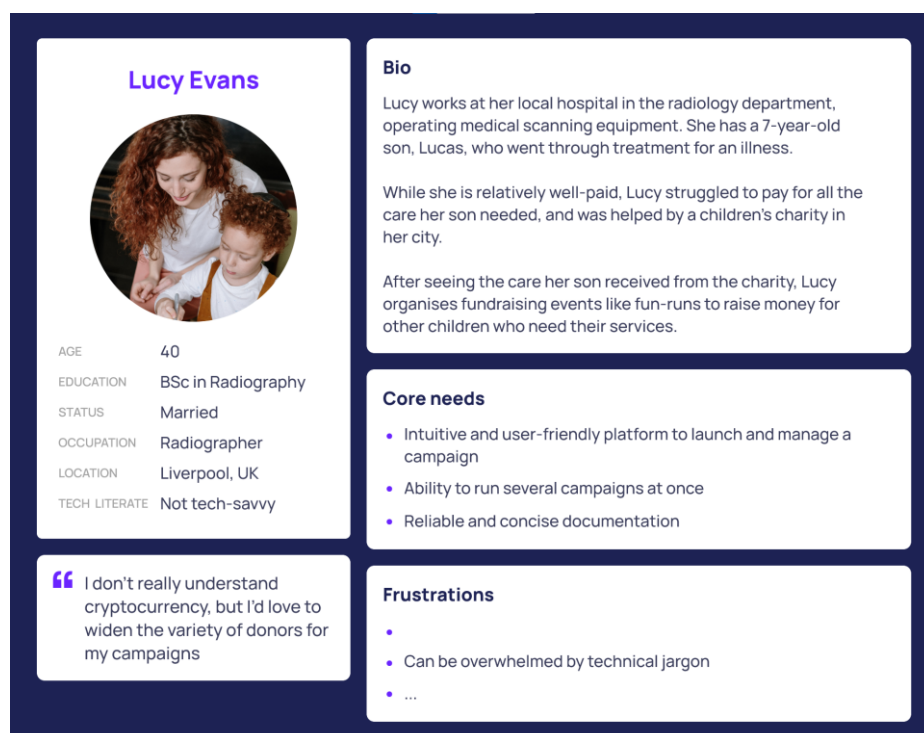 Lucy Evans
AGE 40
EDUCATION BSc in Radiography
STATUS Married
OCCUPATION Radiographer
LOCATION Liverpool, UK
TECH LITERATE Not tech-savvy
“ I don’t really understand
cryptocurrency, but I’d love to
widen the variety of donors for
my campaigns
Bio
Lucy works at her local hospital in the radiology department,
operating medical scanning equipment. She has a 7-year-old
son, Lucas, who went through treatment for an illness.
While she is relatively well-paid, Lucy struggled to pay for all the
care her son needed, and was helped by a children’s charity in
her city.
After seeing the care her son received from the charity, Lucy
organises fundraising events like fun-runs to raise money for
other children who need their services.
Core needs
• Intuitive and user-friendly platform to launch and manage a
campaign
• Ability to run several campaigns at once
• Reliable and concise documentation
Frustrations
•
• Can be overwhelmed by technical jargon
• ...